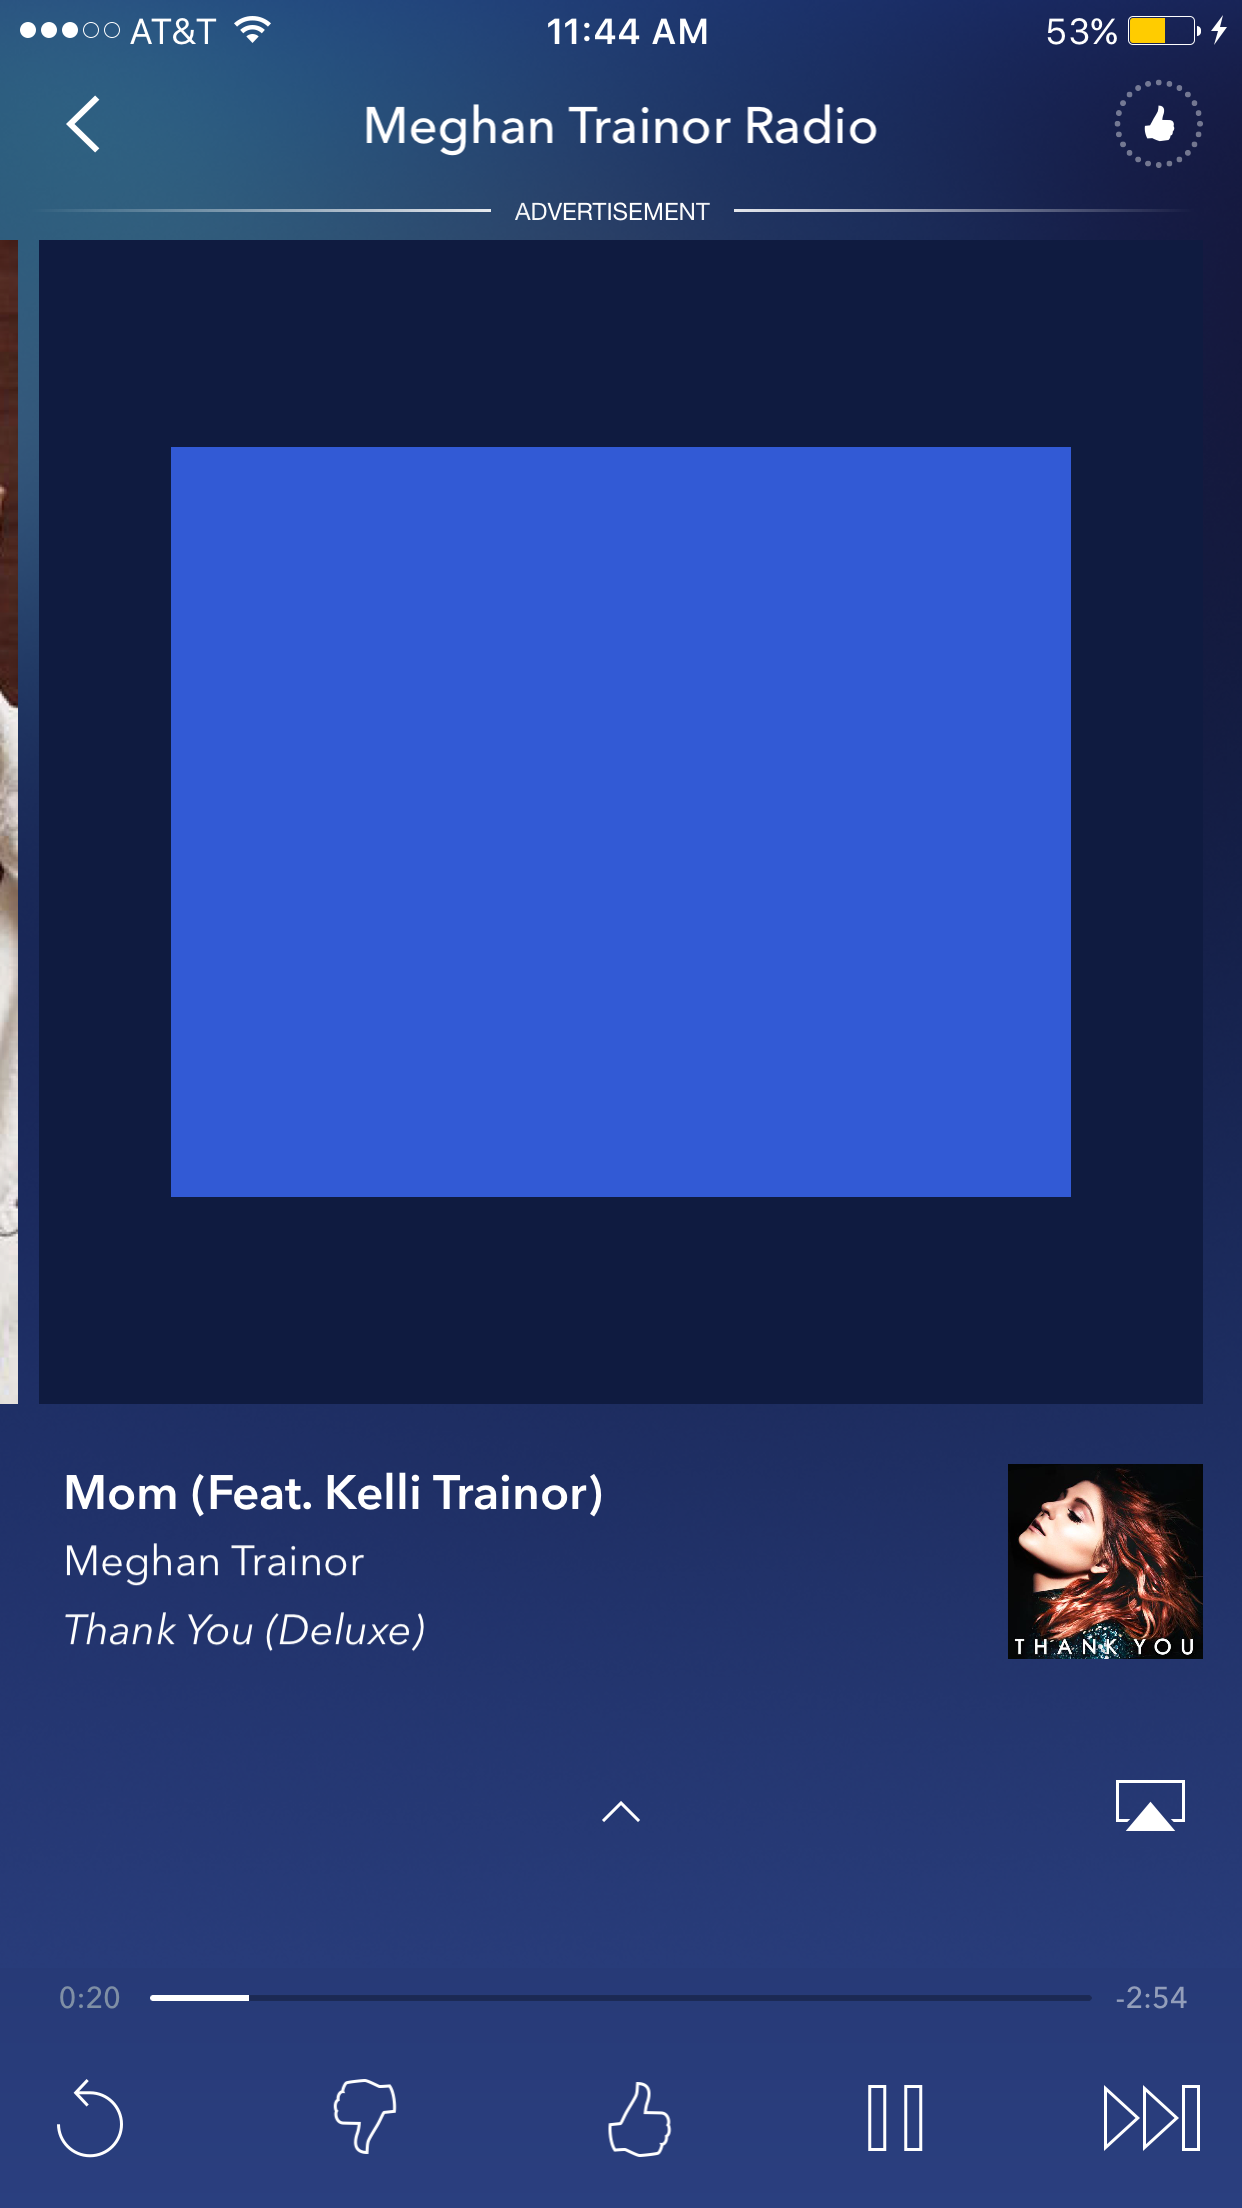 AT&T 11:44 AM 53%
Meghan Trainor Radio
ADVERTISEMENT
Mom (Feat. Kelli Trainor)
Meghan Trainor
Thank You (Deluxe)
THANK YOU
0:20 -2:54